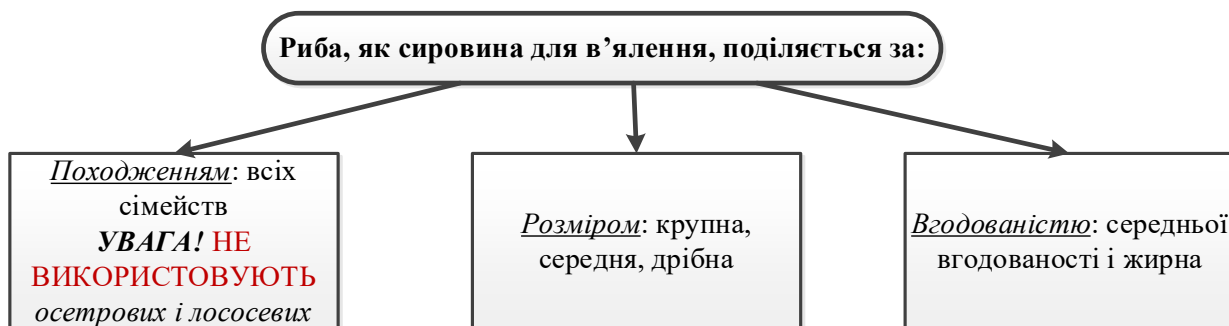 Риба, як сировина для в’ялення, поділяється за:
Походженням: всіх
сімейств
УВАГА! НЕ
ВИКОРИСТОВУЮТЬ
осетрових і лососевих
Розміром: крупна,
середня, дрібна
Вгодованістю: середньої
вгодованості і жирна